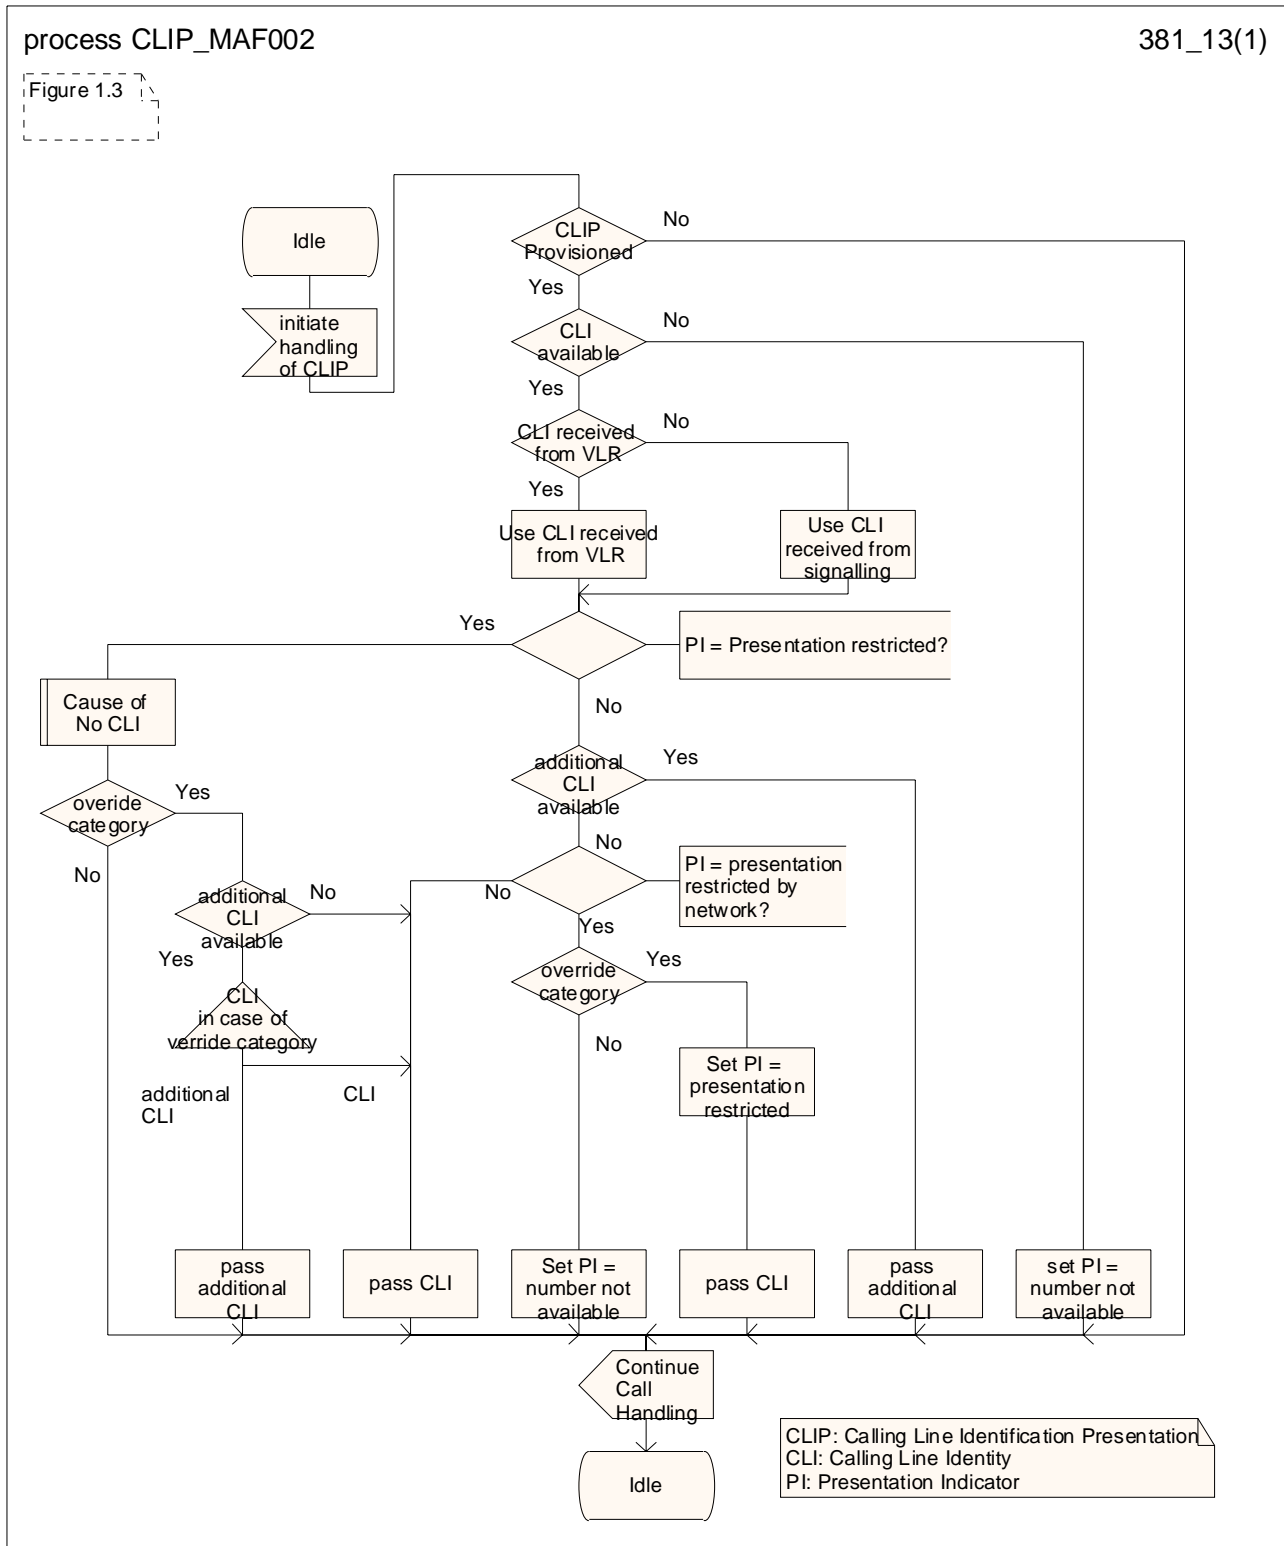 process CLIP_MAF002
381_13(1)
Figure 1.3
Idle
CLIP
Provisioned
No
Yes
initiate
handling
of CLIP
CLI
available
No
Yes
CLI received
from VLR
No
Yes
Use CLI received
from VLR
Use CLI
received from
signalling
Yes
PI = Presentation restricted?
No
Cause of
No CLI
additional
CLI
available
Yes
No
overide
category
Yes
No
PI = presentation
restricted by
network?
No
Yes
additional
CLI
available
No
Yes
override
category
Yes
No
CLI
in case of
verride category
additional
CLI
CLI
Set PI =
presentation
restricted
pass
additional
CLI
pass CLI
Set PI =
number not
available
pass CLI
pass
additional
CLI
set PI =
number not
available
Continue
Call
Handling
Idle
CLIP: Calling Line Identification Presentation
CLI: Calling Line Identity
PI: Presentation Indicator